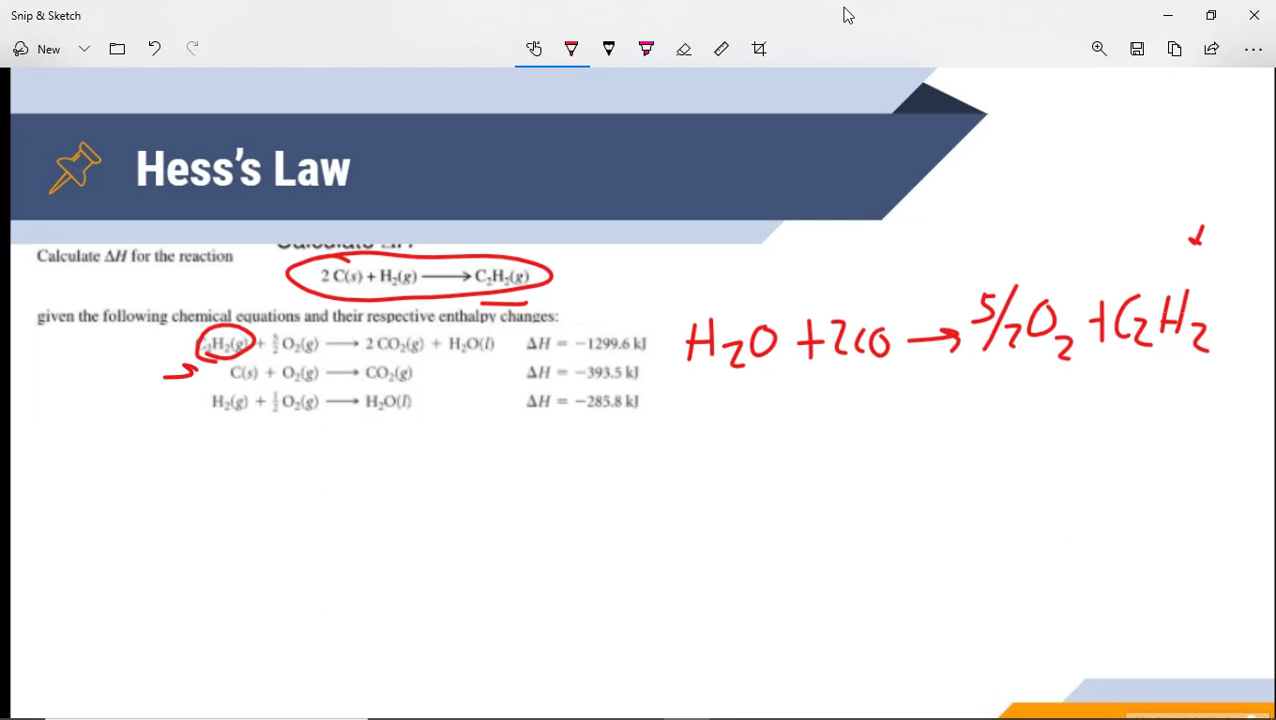 Snip & Sketch
New
Hess's Law
Calculate ΔH
Calculate ΔH for the reaction
2 C(s) + H₂(g) ⟶ C₂H₂(g)
given the following chemical equations and their respective enthalpy changes:
C₂H₂(g) + 5/2 O₂(g) ⟶ 2 CO₂(g) + H₂O(l) ΔH = −1299.6 kJ
C(s) + O₂(g) ⟶ CO₂(g) ΔH = −393.5 kJ
H₂(g) + ½ O₂(g) ⟶ H₂O(l) ΔH = −285.8 kJ
H₂O + 2CO → 5/2 O₂ + C₂H₂